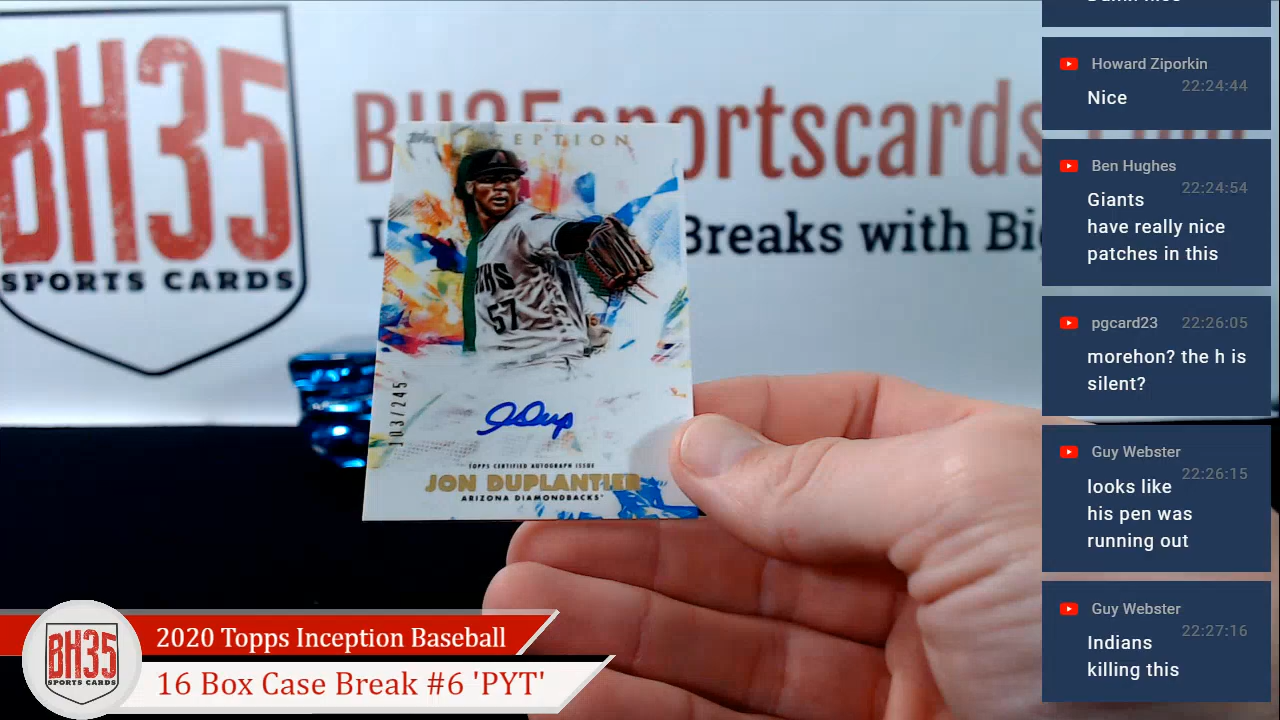 BH35
SPORTS CARDS
BH35sportscards.com
Breaks with
Topps INCEPTION
57
103/245
TOPPS CERTIFIED AUTOGRAPH ISSUE
JON DUPLANTIER
ARIZONA DIAMONDBACKS
Howard Ziporkin
22:24:44
Nice
Ben Hughes
22:24:54
Giants
have really nice
patches in this
pgcard23 22:26:05
morehon? the h is
silent?
Guy Webster
22:26:15
looks like
his pen was
running out
Guy Webster
22:27:16
Indians
killing this
BH35
SPORTS CARDS
2020 Topps Inception Baseball
16 Box Case Break #6 'PYT'